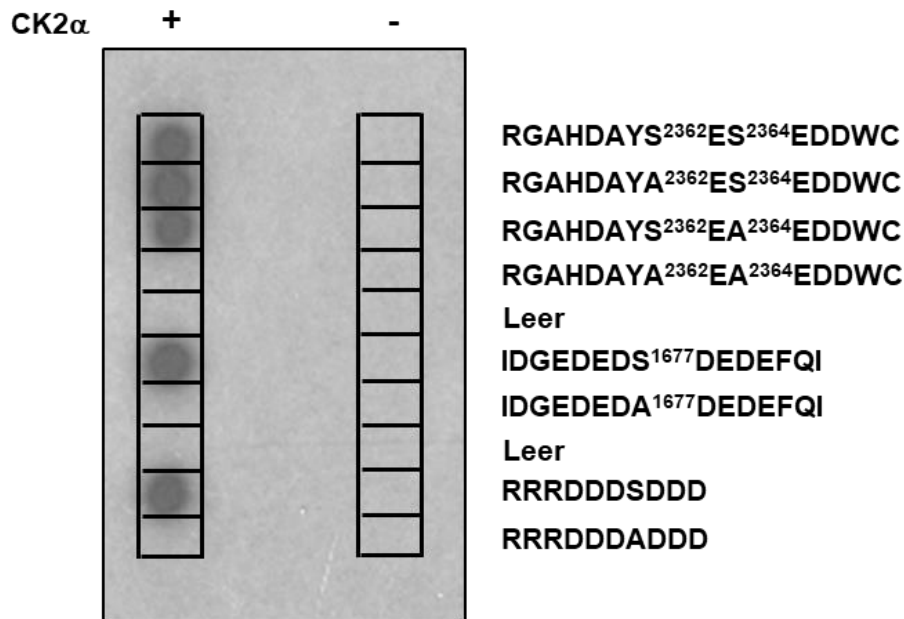 CK2α + -
RGAHDAYS²³⁶²ES²³⁶⁴EDDWC
RGAHDAYA²³⁶²ES²³⁶⁴EDDWC
RGAHDAYS²³⁶²EA²³⁶⁴EDDWC
RGAHDAYA²³⁶²EA²³⁶⁴EDDWC
Leer
IDGEDEDS¹⁶⁷⁷DEDEFQI
IDGEDEDA¹⁶⁷⁷DEDEFQI
Leer
RRRDDDSDDD
RRRDDDADDD